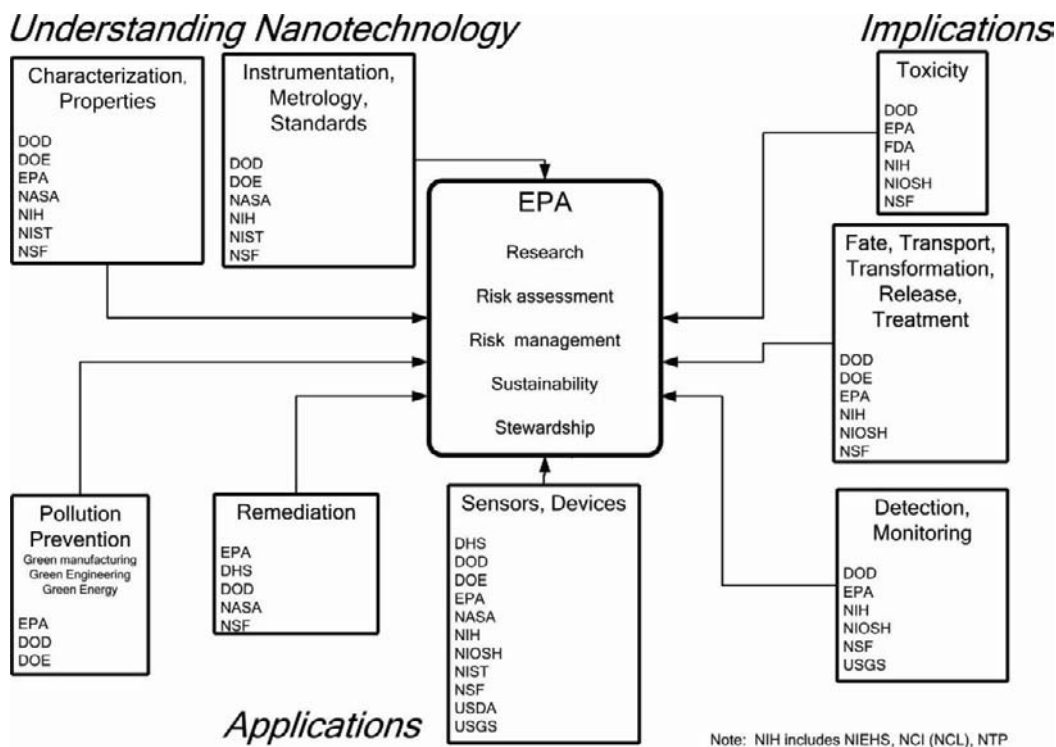 Understanding Nanotechnology
Implications
Characterization,
Properties
DOD
DOE
EPA
NASA
NIH
NIST
NSF
Instrumentation,
Metrology,
Standards
DOD
DOE
NASA
NIH
NIST
NSF
Toxicity
DOD
EPA
FDA
NIH
NIOSH
NSF
EPA
Research
Risk assessment
Risk management
Sustainability
Stewardship
Fate, Transport,
Transformation,
Release,
Treatment
DOD
DOE
EPA
NIH
NIOSH
NSF
Pollution
Prevention
Green manufacturing
Green Engineering
Green Energy
EPA
DOD
DOE
Remediation
EPA
DHS
DOD
NASA
NSF
Sensors, Devices
DHS
DOD
DOE
EPA
NASA
NIH
NIOSH
NIST
NSF
USDA
USGS
Detection,
Monitoring
DOD
EPA
NIH
NIOSH
NSF
USGS
Applications
Note: NIH includes NIEHS, NCI (NCL), NTP